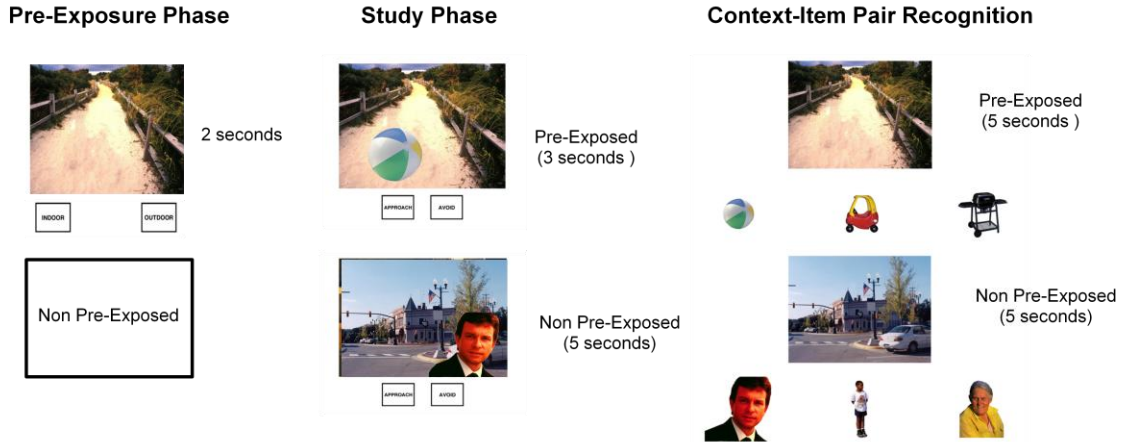 Pre-Exposure Phase
Study Phase
Context-Item Pair Recognition
2 seconds
INDOOR
OUTDOOR
Pre-Exposed
(3 seconds )
APPROACH
AVOID
Pre-Exposed
(5 seconds )
Non Pre-Exposed
Non Pre-Exposed
(5 seconds)
APPROACH
AVOID
Non Pre-Exposed
(5 seconds)